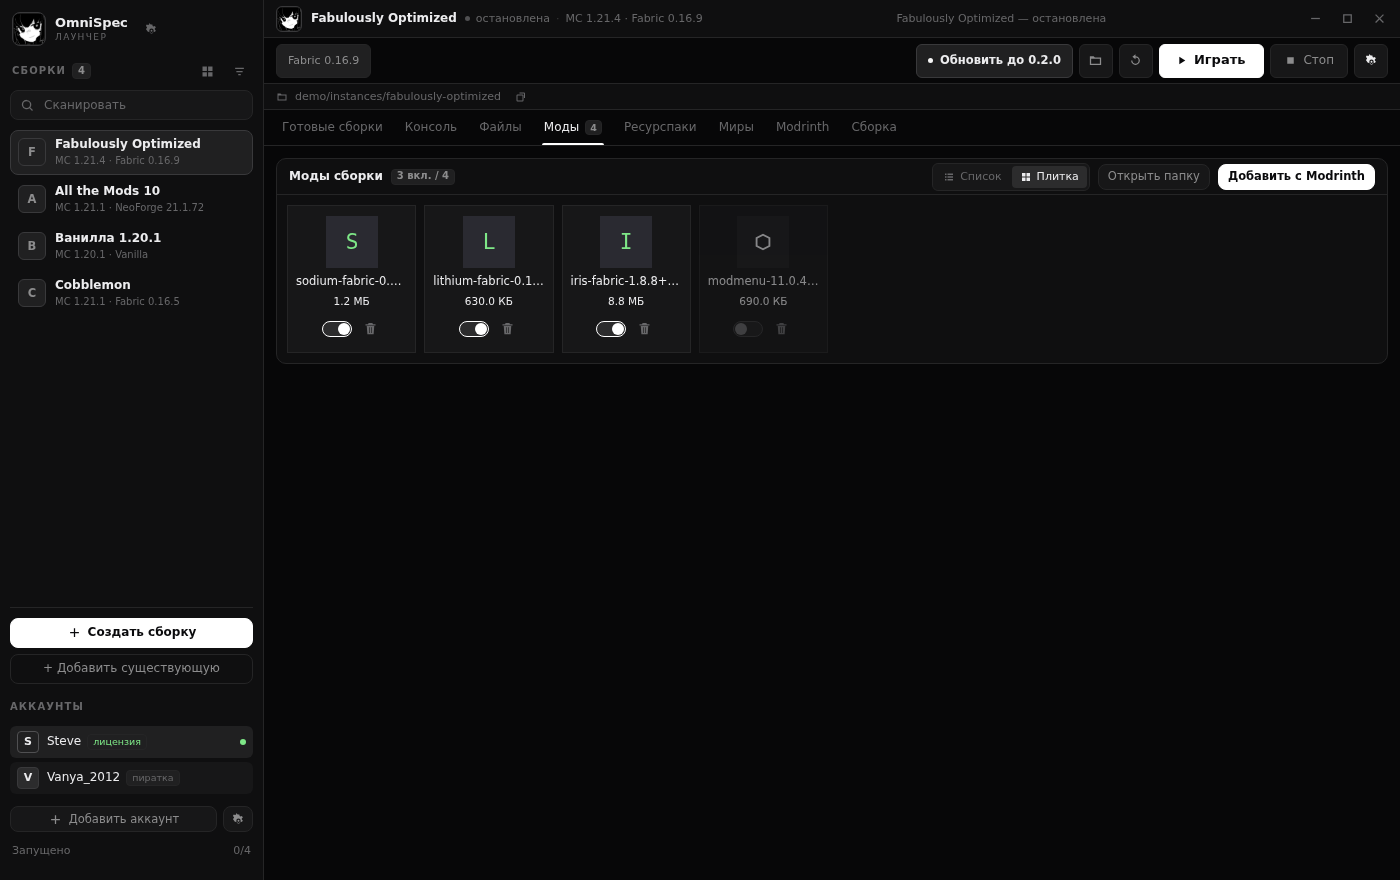 OmniSpec
ЛАУНЧЕР
СБОРКИ 4
Сканировать
F Fabulously Optimized
MC 1.21.4 · Fabric 0.16.9
A All the Mods 10
MC 1.21.1 · NeoForge 21.1.72
В Ванилла 1.20.1
MC 1.20.1 · Vanilla
C Cobblemon
MC 1.21.1 · Fabric 0.16.5
+ Создать сборку
+ Добавить существующую
АККАУНТЫ
S Steve лицензия
V Vanya_2012 пиратка
+ Добавить аккаунт
Запущено 0/4
Fabulously Optimized остановлена · MC 1.21.4 · Fabric 0.16.9
Fabulously Optimized — остановлена
Fabric 0.16.9
Обновить до 0.2.0
Играть
Стоп
demo/instances/fabulously-optimized
Готовые сборки Консоль Файлы Моды 4 Ресурспаки Миры Modrinth Сборка
Моды сборки 3 вкл. / 4
Список Плитка Открыть папку Добавить с Modrinth
S L I
sodium-fabric-0.... lithium-fabric-0.1... iris-fabric-1.8.8+... modmenu-11.0.4...
1.2 МБ 630.0 КБ 8.8 МБ 690.0 КБ